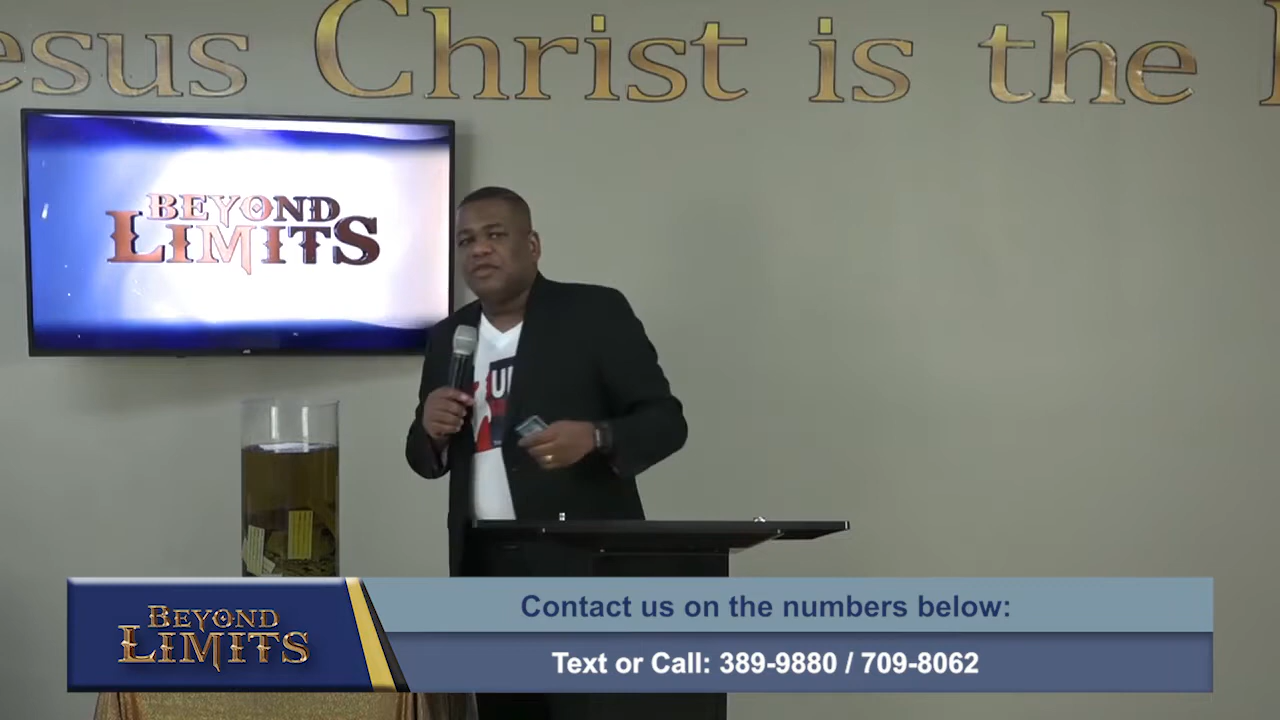 esus Christ is the
BEYOND
LIMITS
BEYOND
LIMITS
Contact us on the numbers below:
Text or Call: 389-9880 / 709-8062